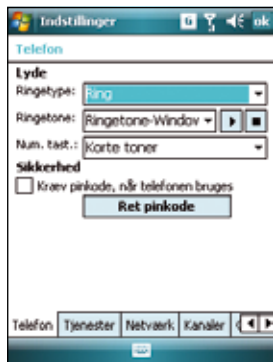 Indstillinger ok
Telefon
Lyde
Ringetype: Ring
Ringetone: Ringetone-Windov
Num. tast.: Korte toner
Sikkerhed
Kræv pinkode, når telefonen bruges
Ret pinkode
Telefon Tjenester Netværk Kanaler